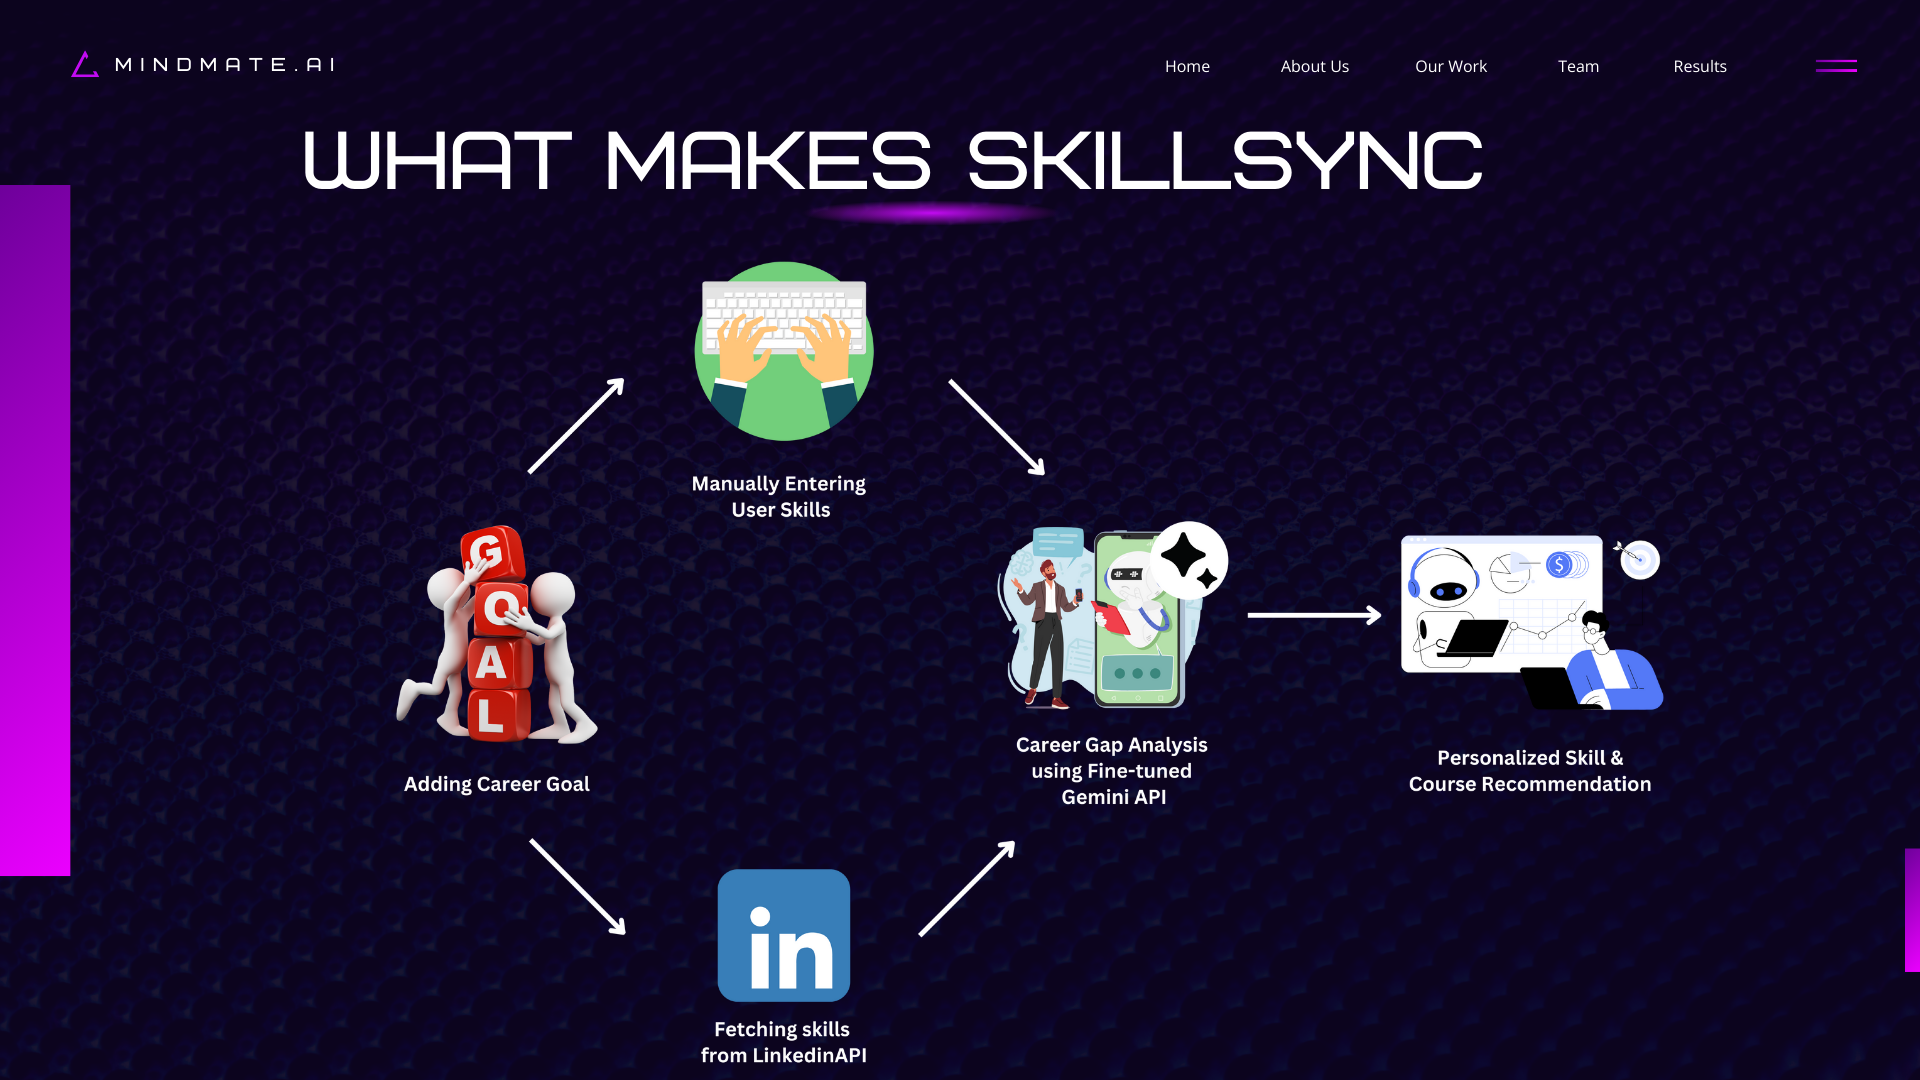 MINDMATE.AI
Home
About Us
Our Work
Team
Results
WHAT MAKES SKILLSYNC
Manually Entering
User Skills
G
O
A
L
Adding Career Goal
Career Gap Analysis
using Fine-tuned
Gemini API
$
Personalized Skill &
Course Recommendation
in
Fetching skills
from LinkedinAPI